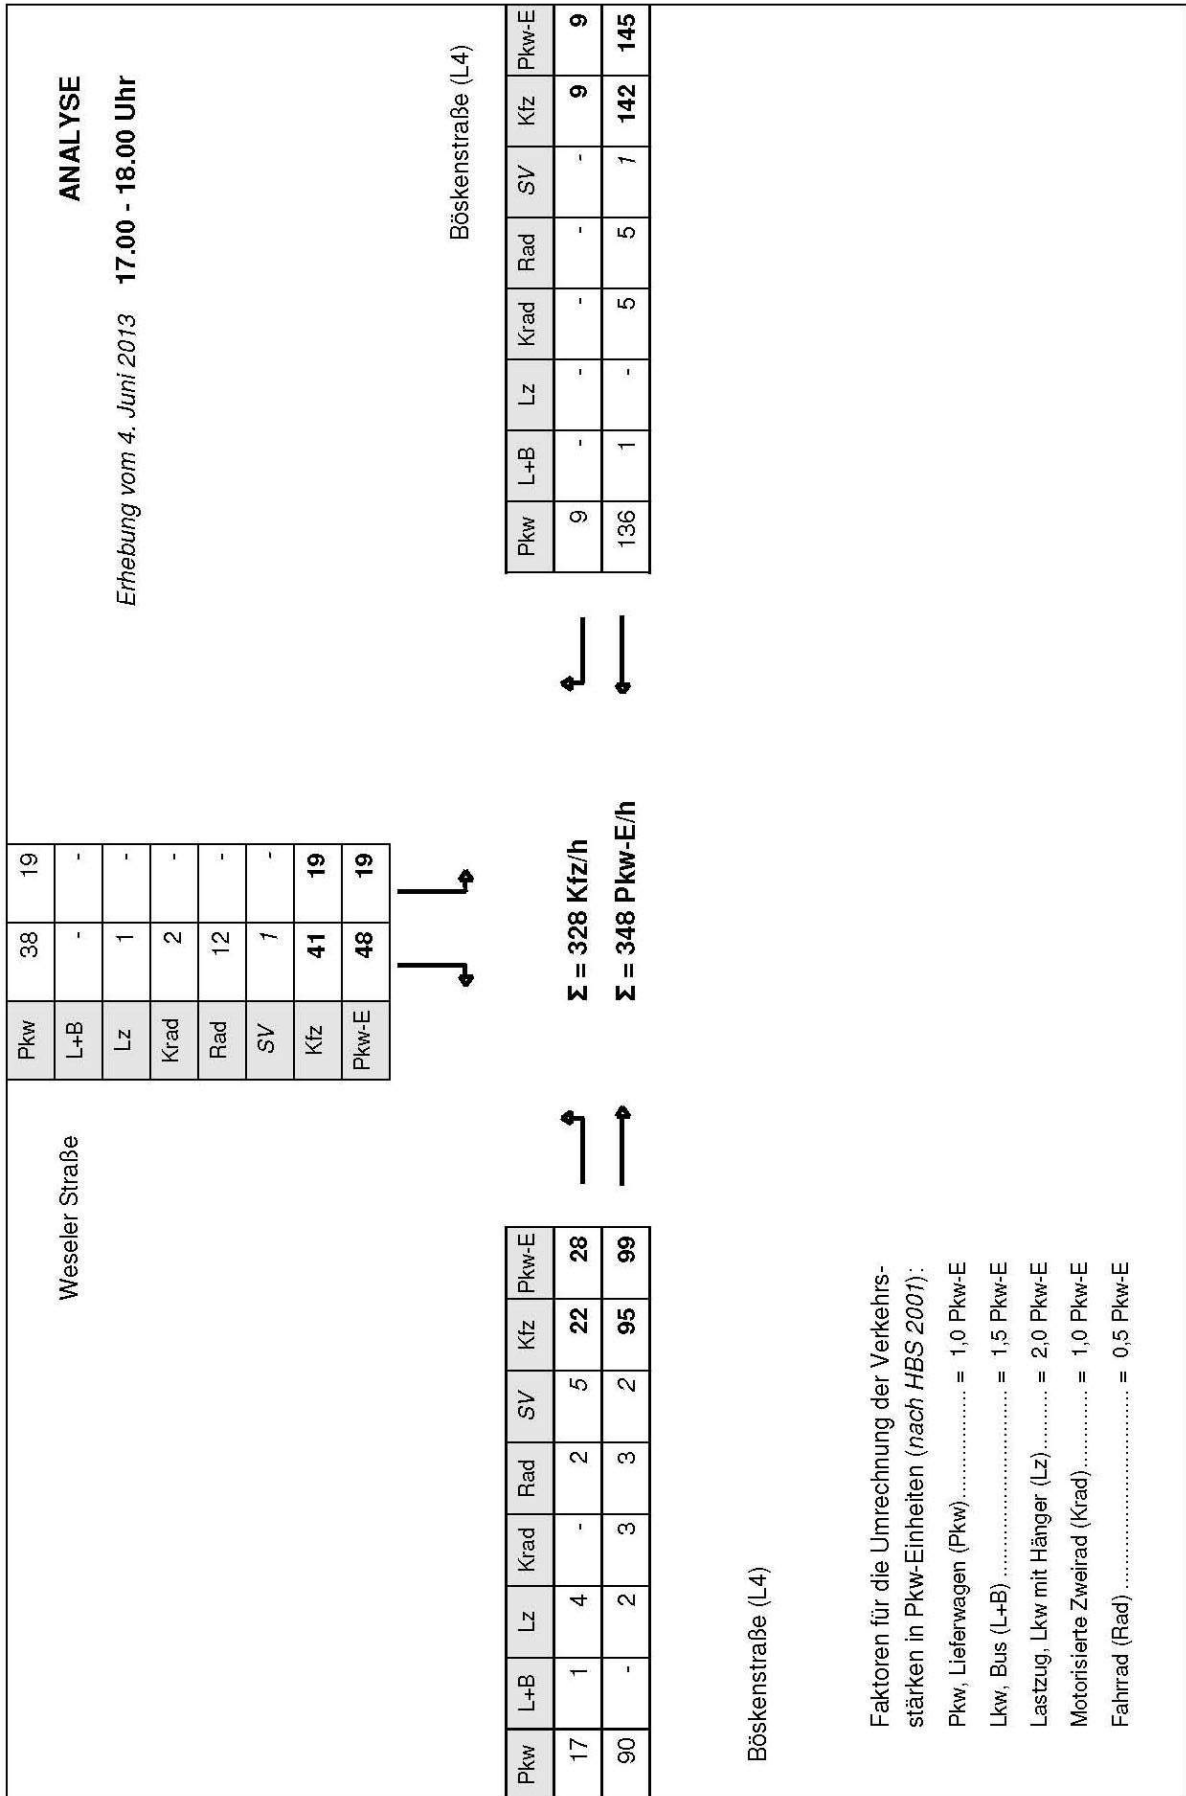 ANALYSE
Erhebung vom 4. Juni 2013 17.00 - 18.00 Uhr
Weseler Straße
Pkw 38 19
L+B - -
Lz 1 -
Krad 2 -
Rad 12 -
SV 1 -
Kfz 41 19
Pkw-E 48 19
Böskenstraße (L4)
Pkw L+B Lz Krad Rad SV Kfz Pkw-E
9 - - - - - 9 9
136 1 - 5 5 1 142 145
Σ = 328 Kfz/h
Σ = 348 Pkw-E/h
Pkw L+B Lz Krad Rad SV Kfz Pkw-E
17 1 4 - 2 5 22 28
90 - 2 3 3 2 95 99
Böskenstraße (L4)
Faktoren für die Umrechnung der Verkehrs-
stärken in Pkw-Einheiten (nach HBS 2001):
Pkw, Lieferwagen (Pkw)................. = 1,0 Pkw-E
Lkw, Bus (L+B) ............................ = 1,5 Pkw-E
Lastzug, Lkw mit Hänger (Lz)......... = 2,0 Pkw-E
Motorisierte Zweirad (Krad)............ = 1,0 Pkw-E
Fahrrad (Rad) .............................. = 0,5 Pkw-E